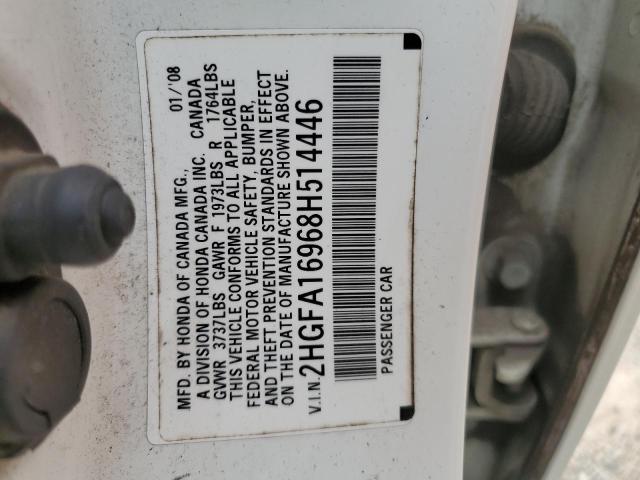 MFD. BY HONDA OF CANADA MFG., 01/'08
A DIVISION OF HONDA CANADA INC. CANADA
GVWR 3737LBS GAWR F 1973LBS R 1764LBS
THIS VEHICLE CONFORMS TO ALL APPLICABLE
FEDERAL MOTOR VEHICLE SAFETY, BUMPER,
AND THEFT PREVENTION STANDARDS IN EFFECT
ON THE DATE OF MANUFACTURE SHOWN ABOVE.
V.I.N. 2HGFA16968H514446
PASSENGER CAR